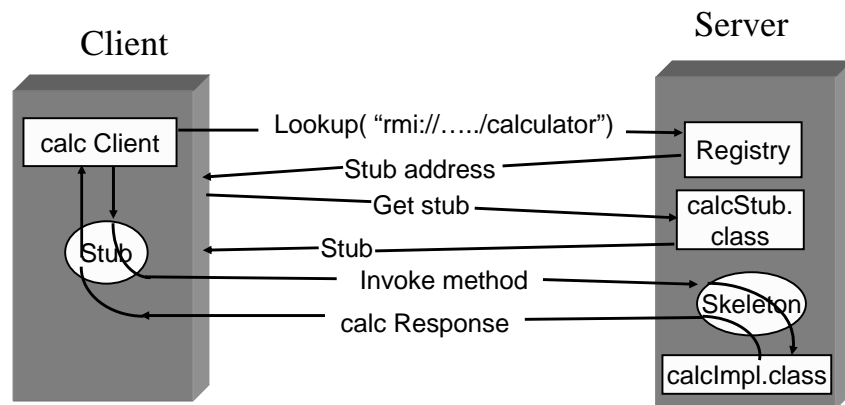 Client
Server
calc Client
Lookup( “rmi://…../calculator”)
Registry
Stub address
Get stub
calcStub.
class
Stub
Stub
Invoke method
Skeleton
calc Response
calcImpl.class